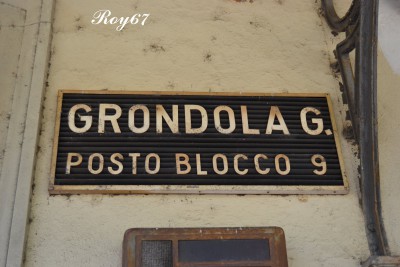 Roy67
GRONDOLA G.
POSTO BLOCCO 9